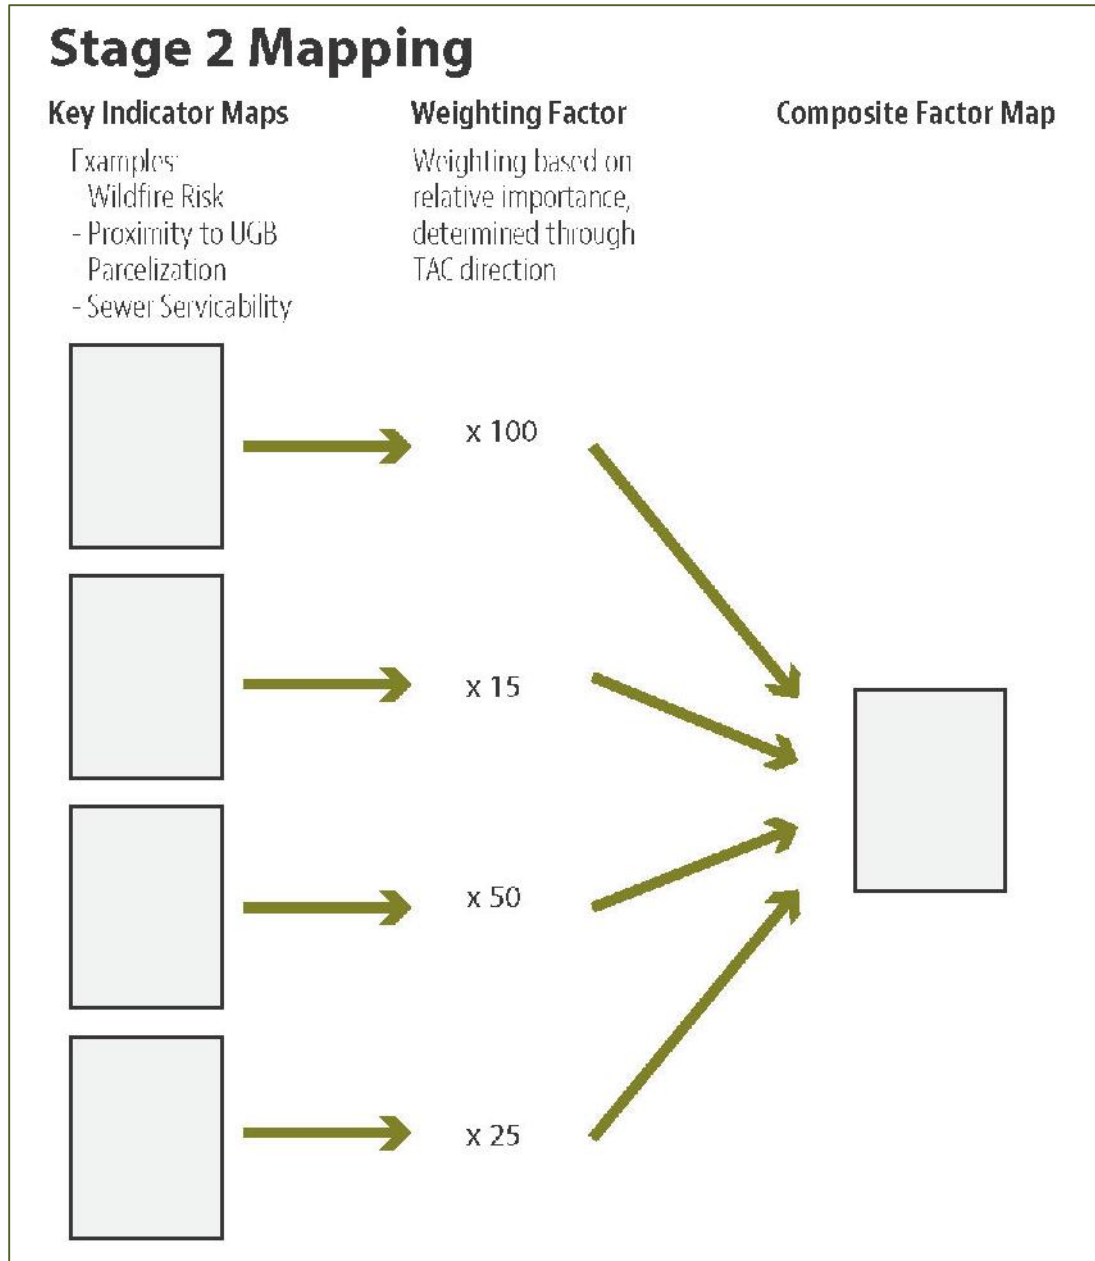 Stage 2 Mapping
Key Indicator Maps
Examples:
Wildfire Risk
- Proximity to UGB
Parcelization
- Sewer Servicability
Weighting Factor
Weighting based on
relative importance,
determined through
TAC direction
Composite Factor Map
x 100
x 15
x 50
x 25